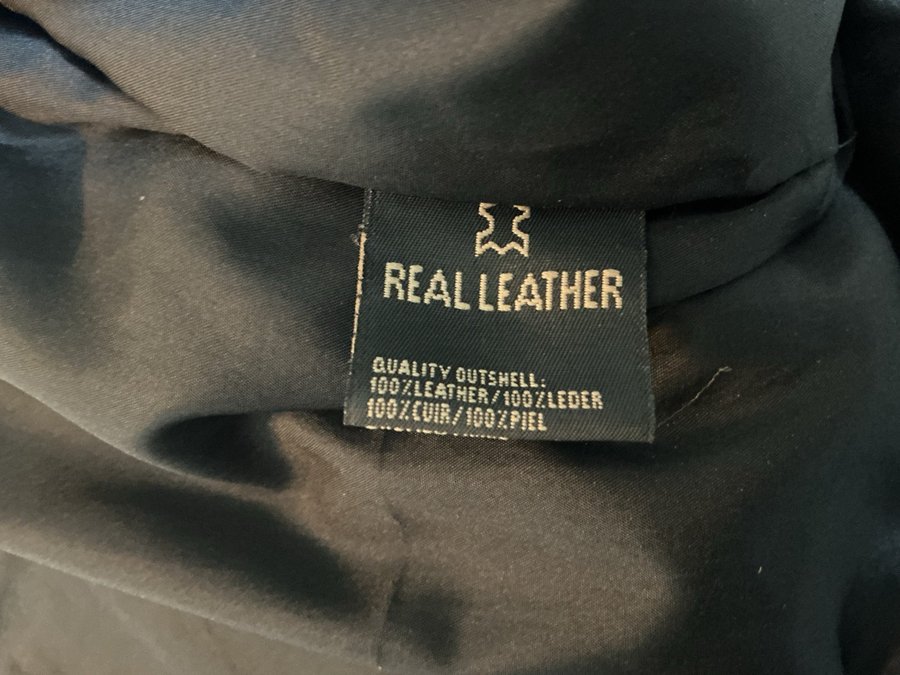 REAL LEATHER
QUALITY OUTSHELL:
100%LEATHER/100%LEDER
100%CUIR/100%PIEL